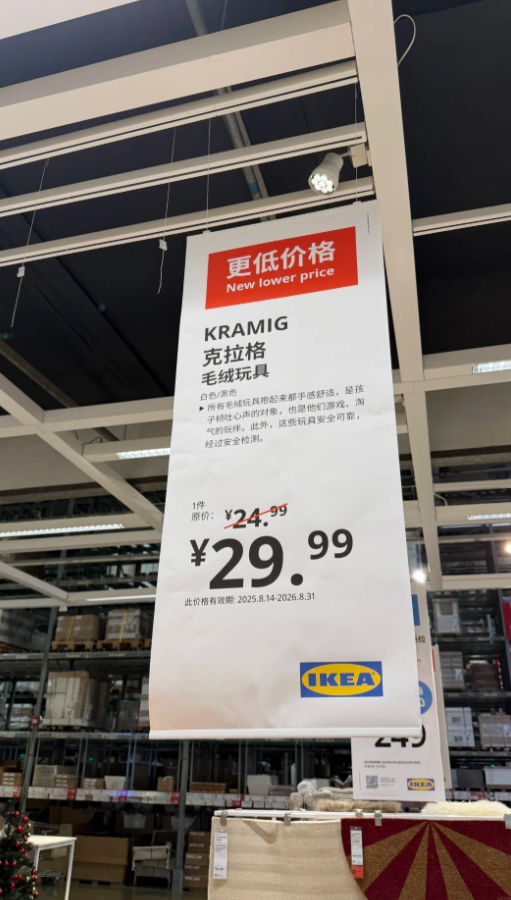 更低价格
New lower price
KRAMIG
克拉格
毛绒玩具
白色/黑色
▶ 所有毛绒玩具抱起来都手感舒适，是孩
子倾吐心声的对象，也是他们游戏、淘
气的玩伴。此外，这些玩具安全可靠，
经过安全检测。
1件
原价：
¥24.99
¥29.99
此价格有效期: 2025.8.14-2026.8.31
IKEA
249
IKEA